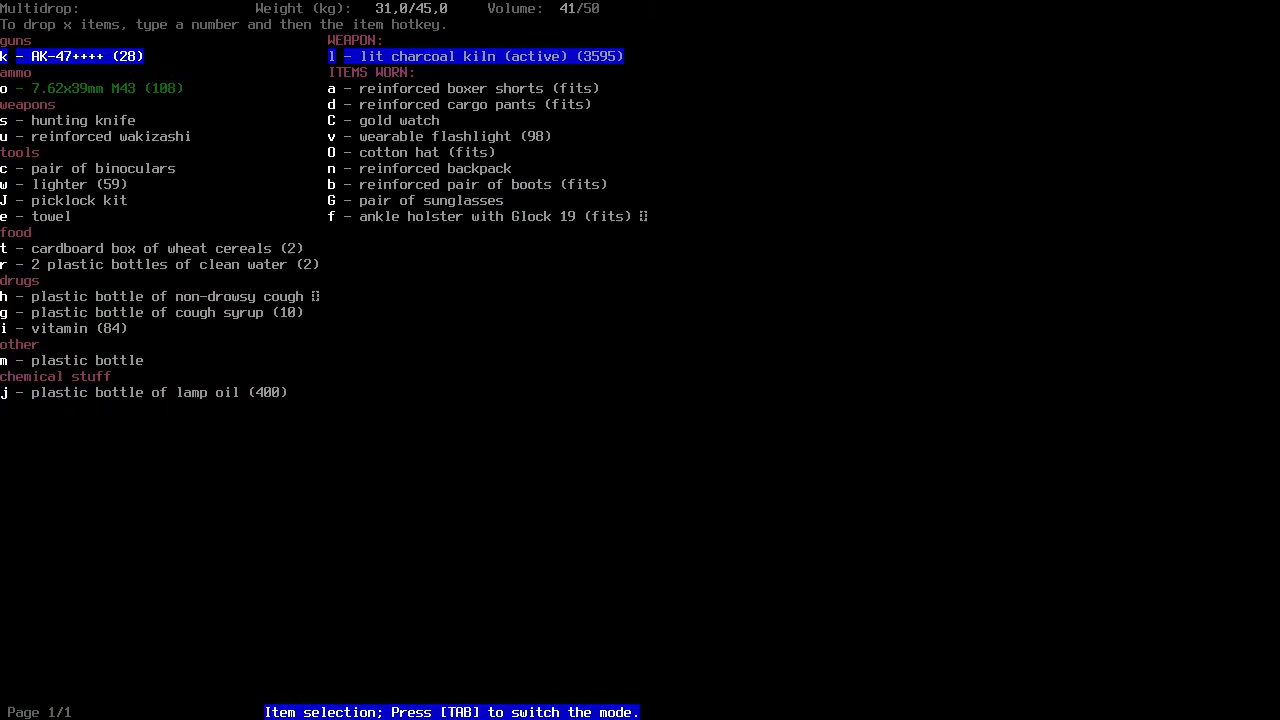 Multidrop: Weight (kg): 31,0/45,0 Volume: 41/50
To drop x items, type a number and then the item hotkey.
guns
k - AK-47++++ (28)
ammo
o - 7.62x39mm M43 (108)
weapons
s - hunting knife
u - reinforced wakizashi
tools
c - pair of binoculars
w - lighter (59)
J - picklock kit
e - towel
food
t - cardboard box of wheat cereals (2)
r - 2 plastic bottles of clean water (2)
drugs
h - plastic bottle of non-drowsy cough
g - plastic bottle of cough syrup (10)
i - vitamin (84)
other
m - plastic bottle
chemical stuff
j - plastic bottle of lamp oil (400)
WEAPON:
l - lit charcoal kiln (active) (3595)
ITEMS WORN:
a - reinforced boxer shorts (fits)
d - reinforced cargo pants (fits)
C - gold watch
v - wearable flashlight (98)
O - cotton hat (fits)
n - reinforced backpack
b - reinforced pair of boots (fits)
G - pair of sunglasses
f - ankle holster with Glock 19 (fits)
Page 1/1 Item selection; Press [TAB] to switch the mode.